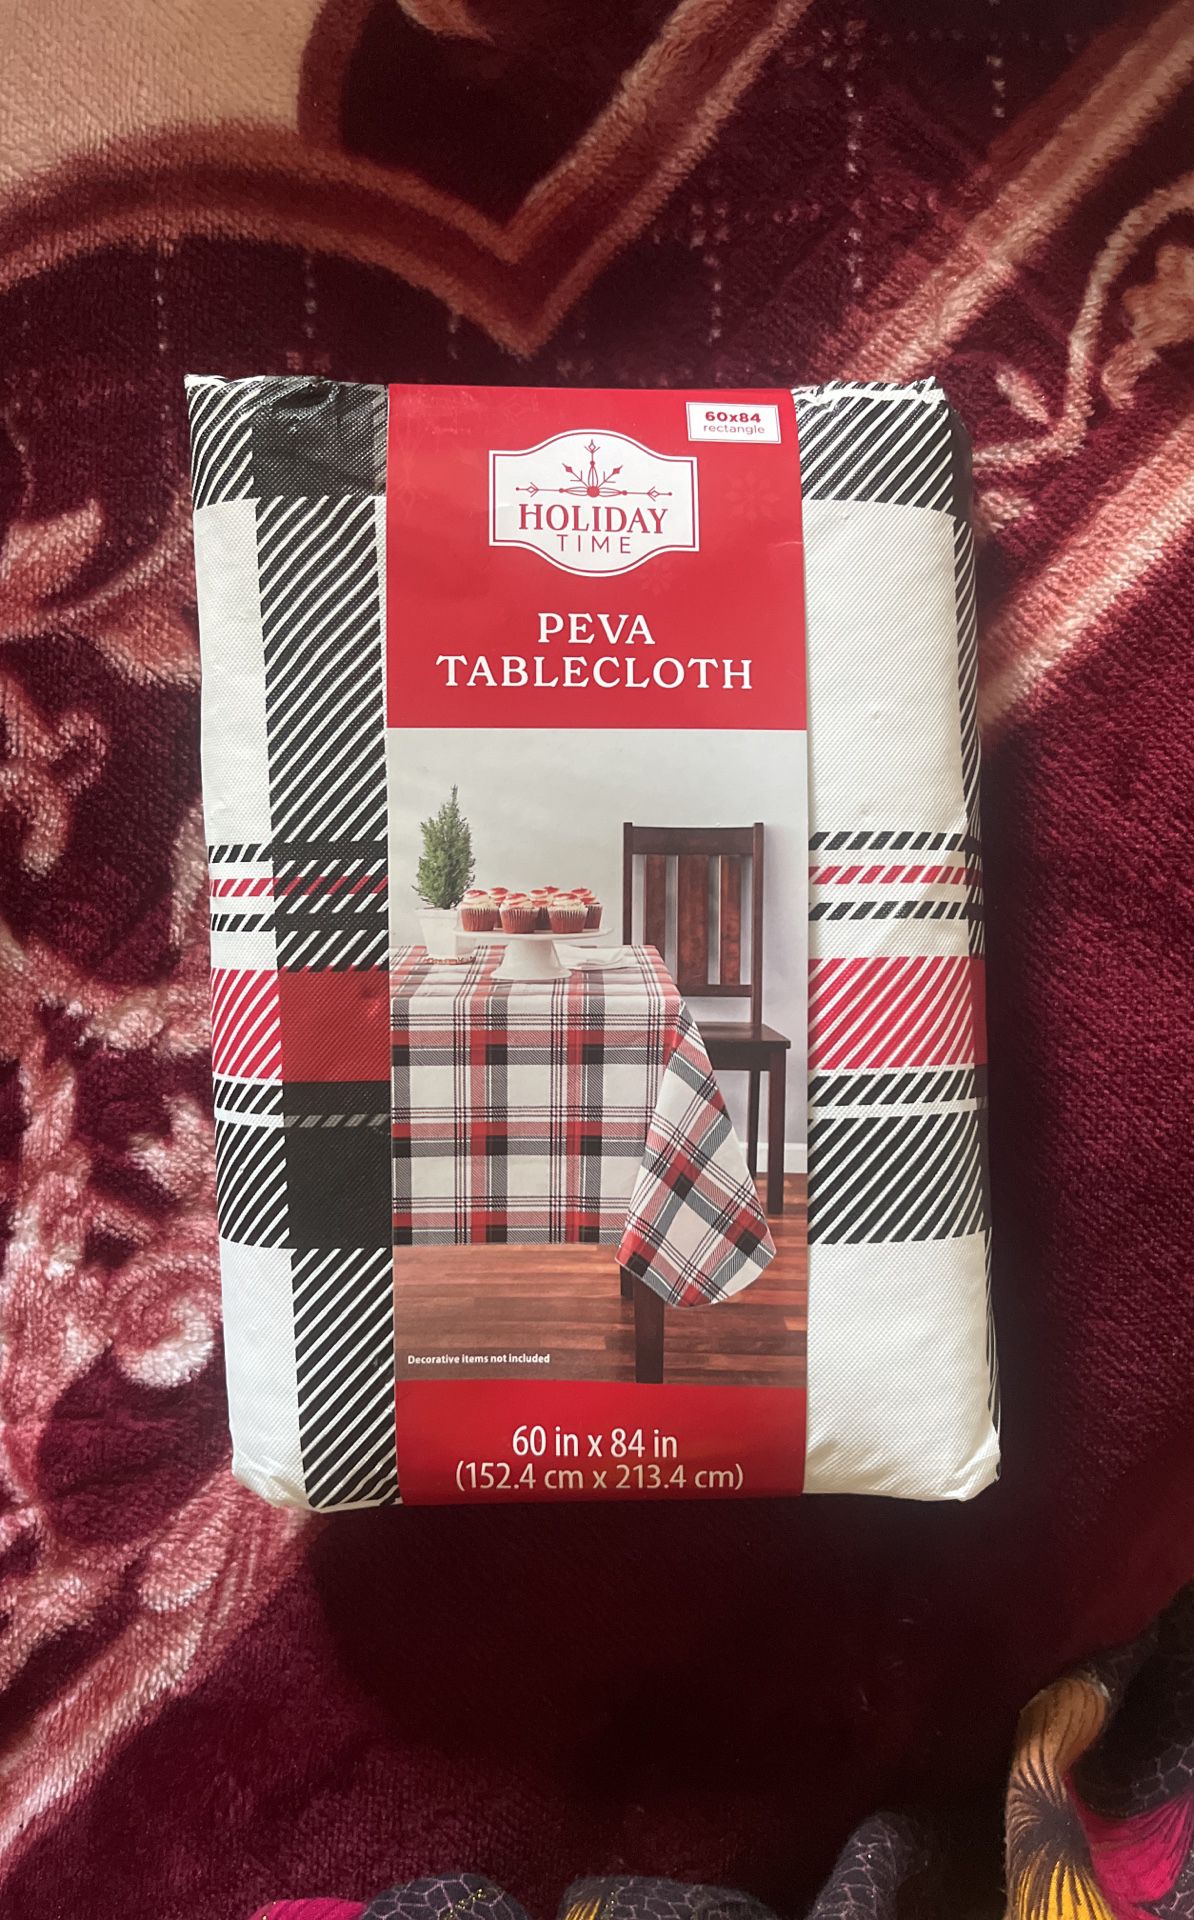 60x84
rectangle
HOLIDAY
TIME
PEVA
TABLECLOTH
Decorative items not included
60 in x 84 in
(152.4 cm x 213.4 cm)